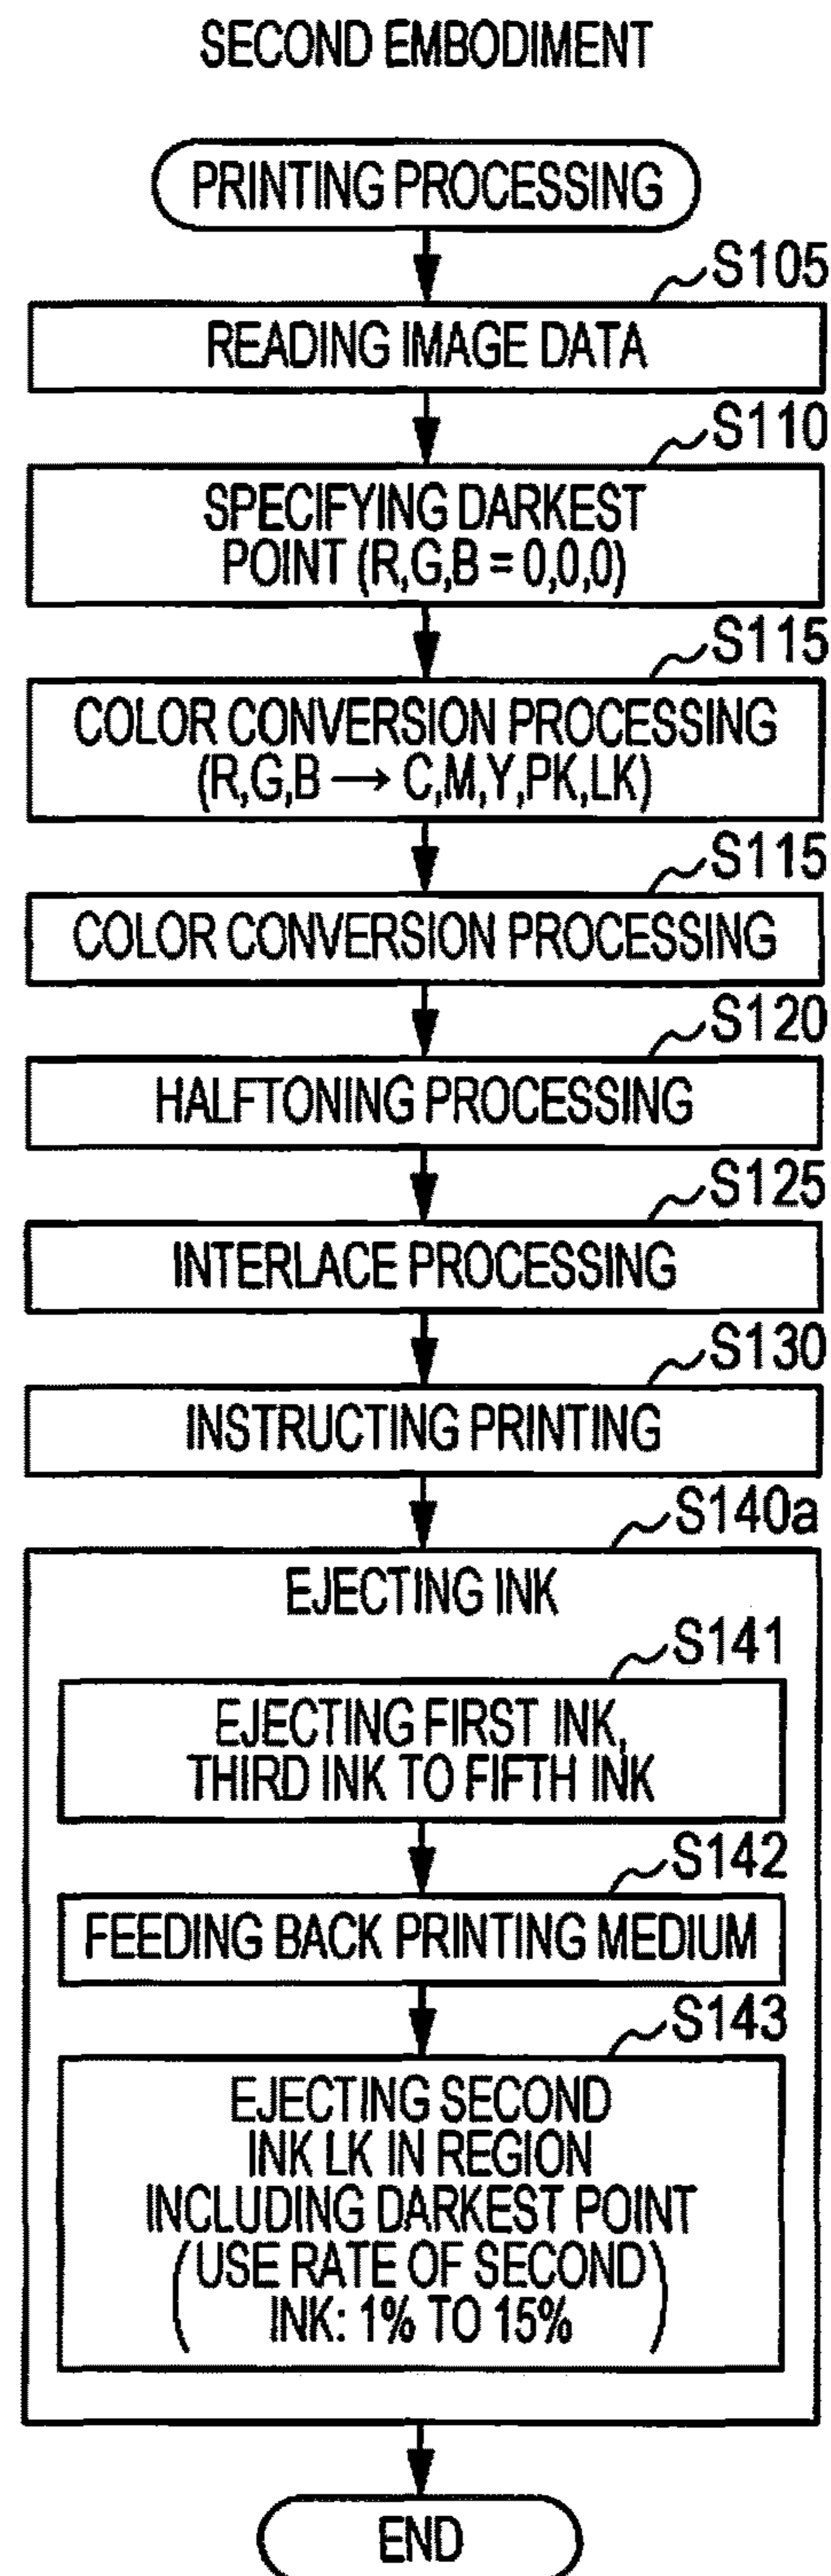 SECOND EMBODIMENT
PRINTING PROCESSING
S105
READING IMAGE DATA
S110
SPECIFYING DARKEST
POINT (R,G,B = 0,0,0)
S115
COLOR CONVERSION PROCESSING
(R,G,B → C,M,Y,PK,LK)
S115
COLOR CONVERSION PROCESSING
S120
HALFTONING PROCESSING
S125
INTERLACE PROCESSING
S130
INSTRUCTING PRINTING
S140a
EJECTING INK
S141
EJECTING FIRST INK,
THIRD INK TO FIFTH INK
S142
FEEDING BACK PRINTING MEDIUM
S143
EJECTING SECOND
INK LK IN REGION
INCLUDING DARKEST POINT
(USE RATE OF SECOND
INK: 1% TO 15%)
END